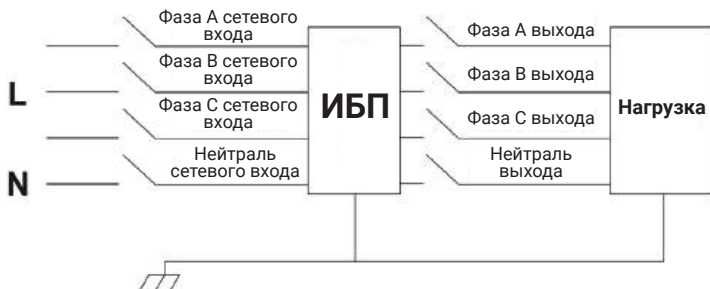 Фаза A сетевого
входа
Фаза A выхода
Фаза B сетевого
входа
Фаза B выхода
L
ИБП
Нагрузка
Фаза C сетевого
входа
Фаза C выхода
Нейтраль
сетевого входа
Нейтраль
выхода
N